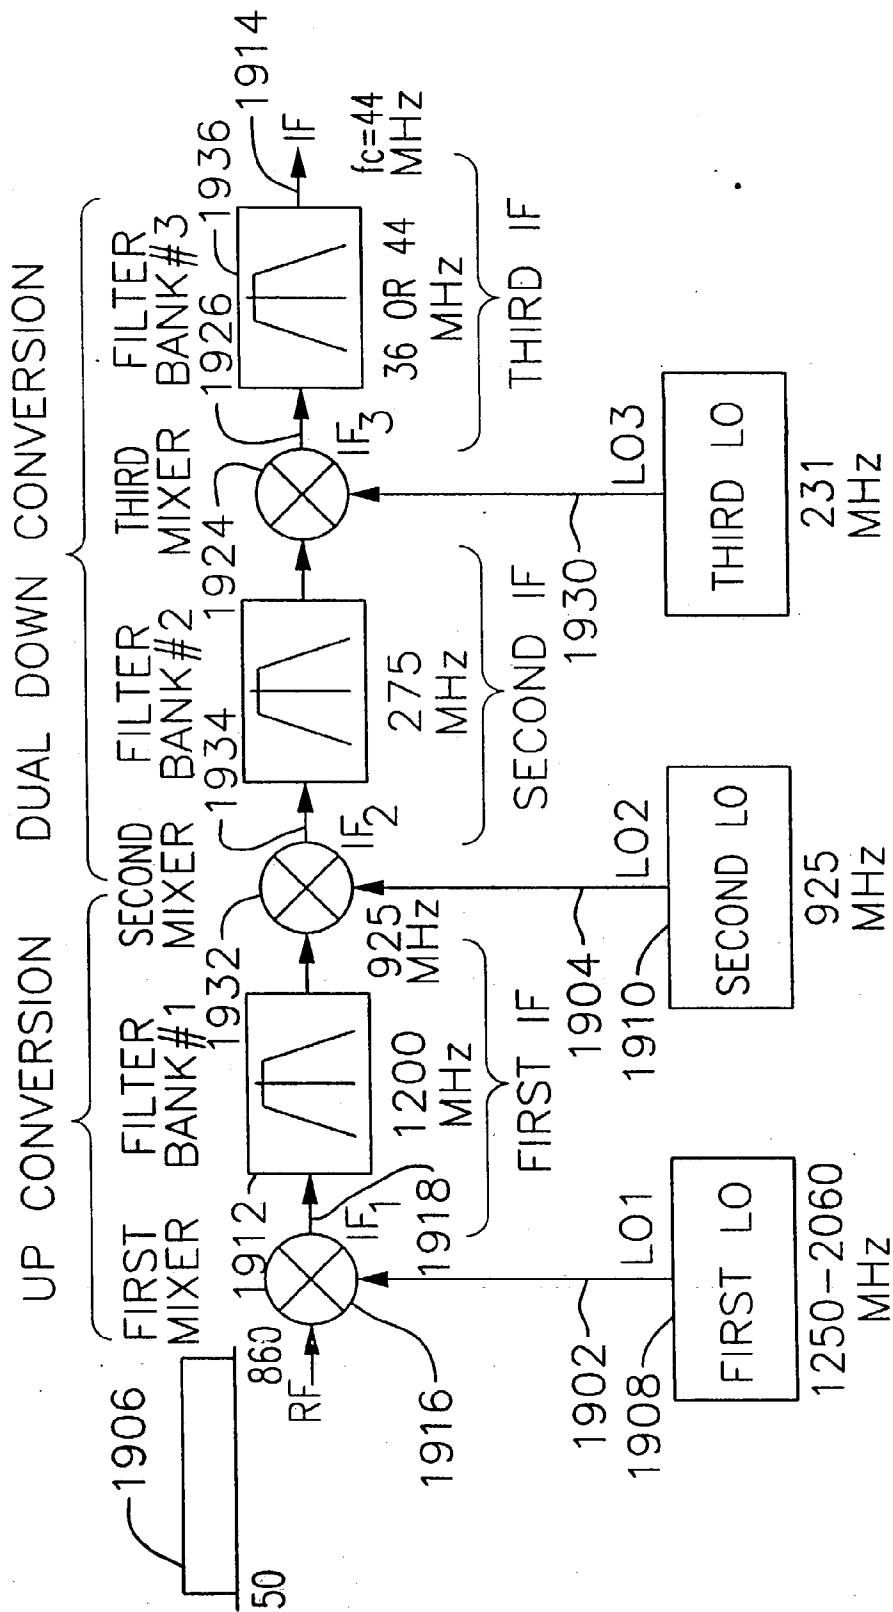 UP CONVERSION
DUAL DOWN CONVERSION
FIRST
MIXER
FILTER
BANK#1
SECOND
MIXER
FILTER
BANK#2
THIRD
MIXER
FILTER
BANK#3
1906
50
860
RF
1916
1912
IF1
1918
1200
MHz
FIRST IF
1932
925
MHz
1934
IF2
275
MHz
SECOND IF
1924
1926
IF3
1936
36 OR 44
MHz
THIRD IF
1914
IF
fc=44
MHz
1902
LO1
1908
FIRST LO
1250-2060
MHz
1904
LO2
1910
SECOND LO
925
MHz
1930
LO3
THIRD LO
231
MHz